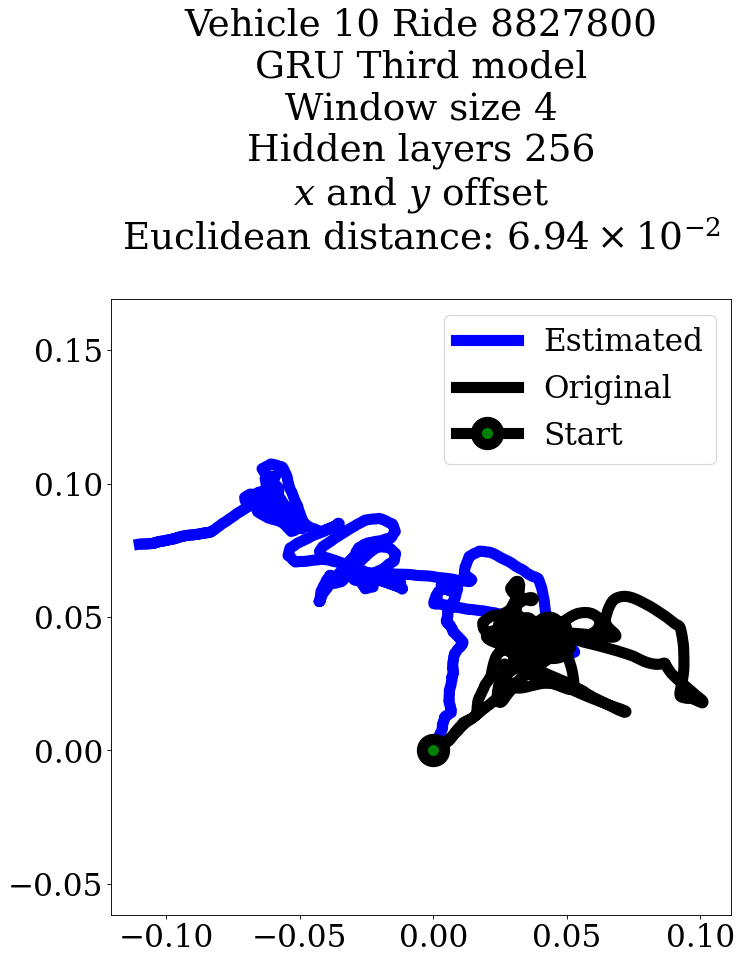 Vehicle 10 Ride 8827800
GRU Third model
Window size 4
Hidden layers 256
x and y offset
Euclidean distance: 6.94 × 10⁻²
Estimated
Original
Start
0.15
0.10
0.05
0.00
−0.05
−0.10 −0.05 0.00 0.05 0.10